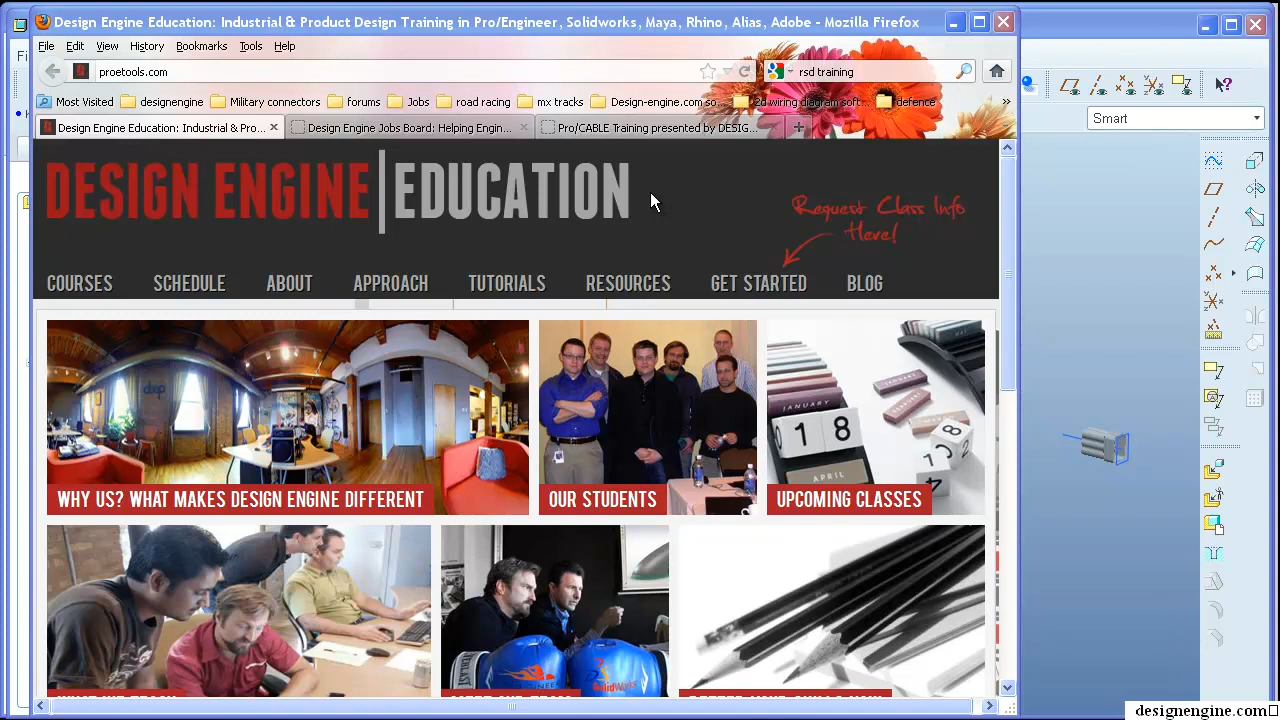 Design Engine Education: Industrial & Product Design Training in Pro/Engineer, Solidworks, Maya, Rhino, Alias, Adobe - Mozilla Firefox
File Edit View History Bookmarks Tools Help
proetools.com
rsd training
Most Visited designengine Military connectors forums Jobs road racing mx tracks Design-engine.com so... 2d wiring diagram soft defence »
Design Engine Education: Industrial & Pro... Design Engine Jobs Board: Helping Engin... Pro/CABLE Training presented by DESIG...
Smart
DESIGN ENGINE | EDUCATION
Request Class Info
Here!
COURSES SCHEDULE ABOUT APPROACH TUTORIALS RESOURCES GET STARTED BLOG
JANUARY
18
APRIL
WHY US? WHAT MAKES DESIGN ENGINE DIFFERENT
OUR STUDENTS
UPCOMING CLASSES
SolidWorks
designengine.com